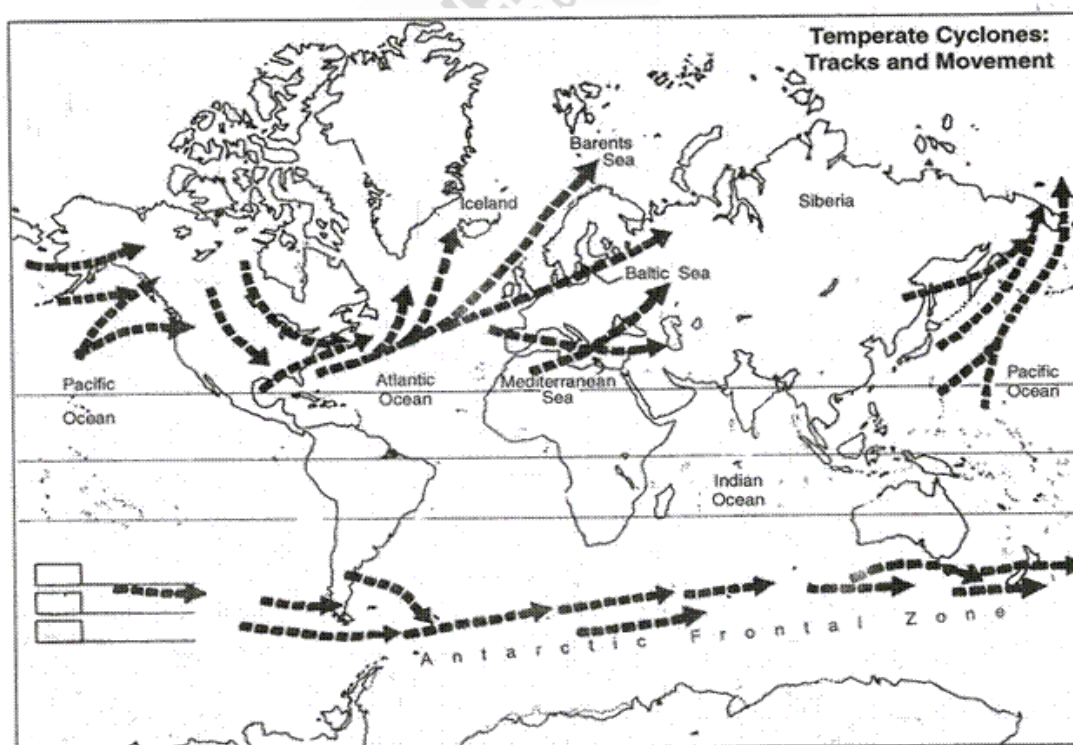 Temperate Cyclones:
Tracks and Movement
Barents
Sea
Iceland
Siberia
Baltic Sea
Pacific
Ocean
Atlantic
Ocean
Mediterranean
Sea
Pacific
Ocean
Indian
Ocean
Antarctic Frontal Zone